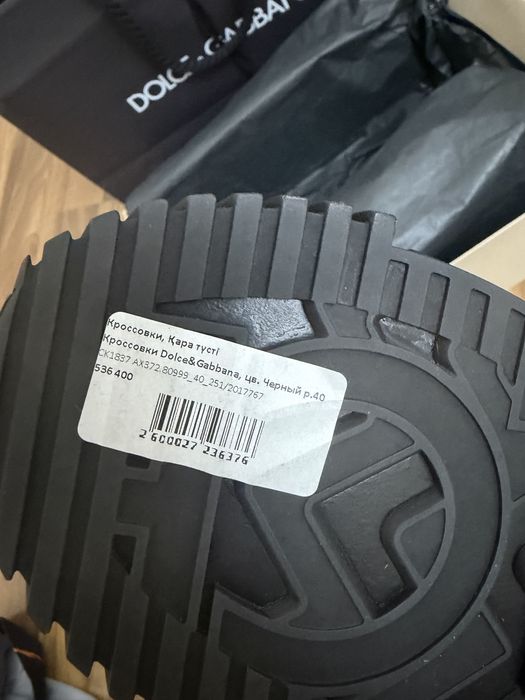 DOLCE & GABBANA
Кроссовки, Қара түсті
Кроссовки Dolce&Gabbana, цв. Черный р.40
CK1837 AX372 80999_40_251/2017767
536 400
2 600027 236376